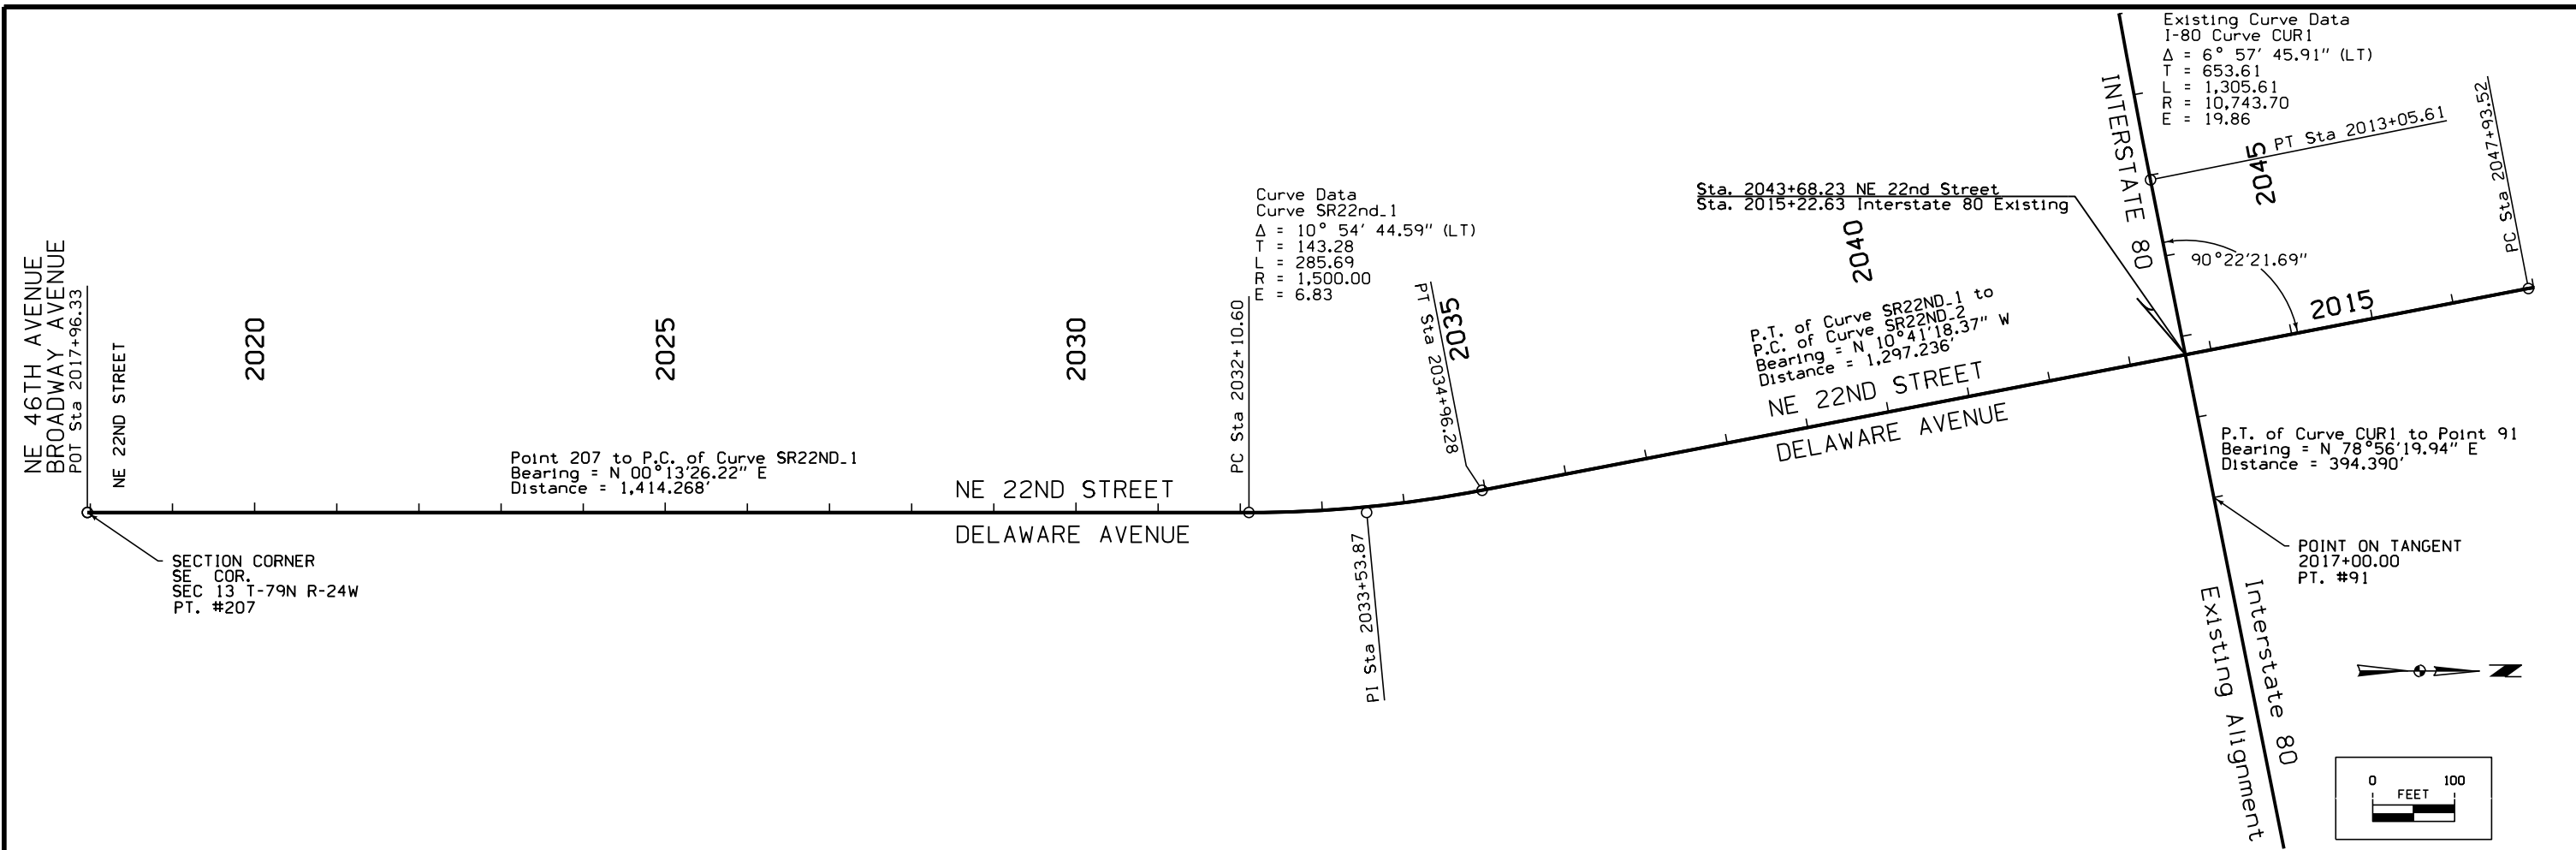 NE 46TH AVENUE
BROADWAY AVENUE
POT Sta 2017+96.33
NE 22ND STREET
2020
2025
2030
SECTION CORNER
SE COR.
SEC 13 T-79N R-24W
PT. #207
Point 207 to P.C. of Curve SR22ND_1
Bearing = N 00°13'26.22" E
Distance = 1,414.268'
NE 22ND STREET
DELAWARE AVENUE
PC Sta 2032+10.60
Curve Data
Curve SR22nd_1
Δ = 10° 54' 44.59" (LT)
T = 143.28
L = 285.69
R = 1,500.00
E = 6.83
PI Sta 2033+53.87
PT Sta 2034+96.28
2035
Sta. 2043+68.23 NE 22nd Street
Sta. 2015+22.63 Interstate 80 Existing
2040
P.T. of Curve SR22ND_1 to
P.C. of Curve SR22ND_2
Bearing = N 10°41'18.37" W
Distance = 1,297.236'
NE 22ND STREET
DELAWARE AVENUE
INTERSTATE 80
Existing Curve Data
I-80 Curve CUR1
Δ = 6° 57' 45.91" (LT)
T = 653.61
L = 1,305.61
R = 10,743.70
E = 19.86
PT Sta 2013+05.61
2045
PC Sta 2047+93.52
90°22'21.69"
2015
P.T. of Curve CUR1 to Point 91
Bearing = N 78°56'19.94" E
Distance = 394.390'
POINT ON TANGENT
2017+00.00
PT. #91
Interstate 80
Existing Alignment
N
0 100
FEET